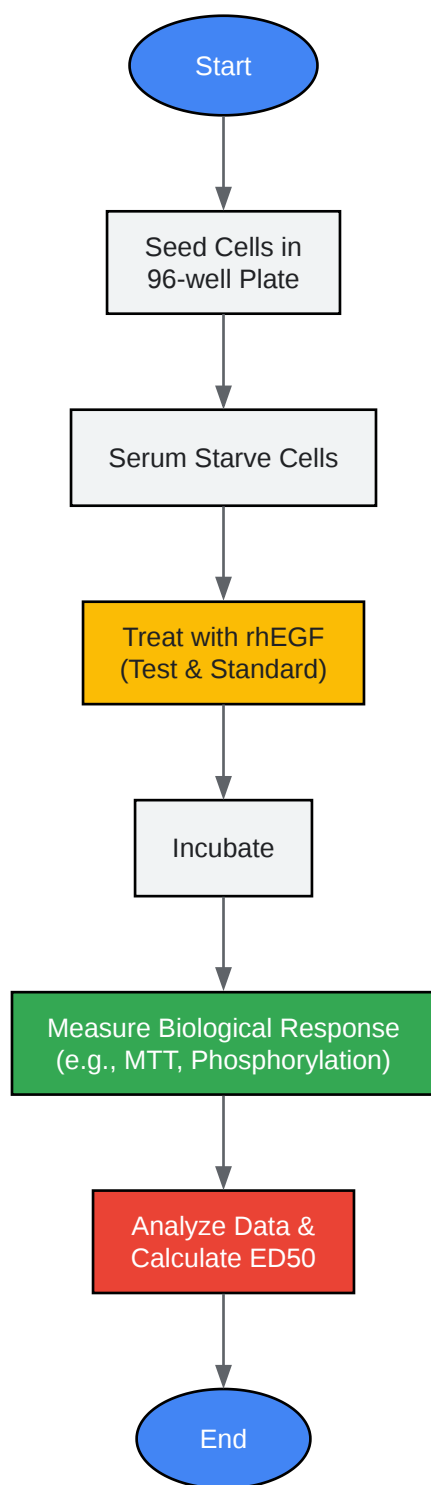 Start
Seed Cells in
96-well Plate
Serum Starve Cells
Treat with rhEGF
(Test & Standard)
Incubate
Measure Biological Response
(e.g., MTT, Phosphorylation)
Analyze Data &
Calculate ED50
End